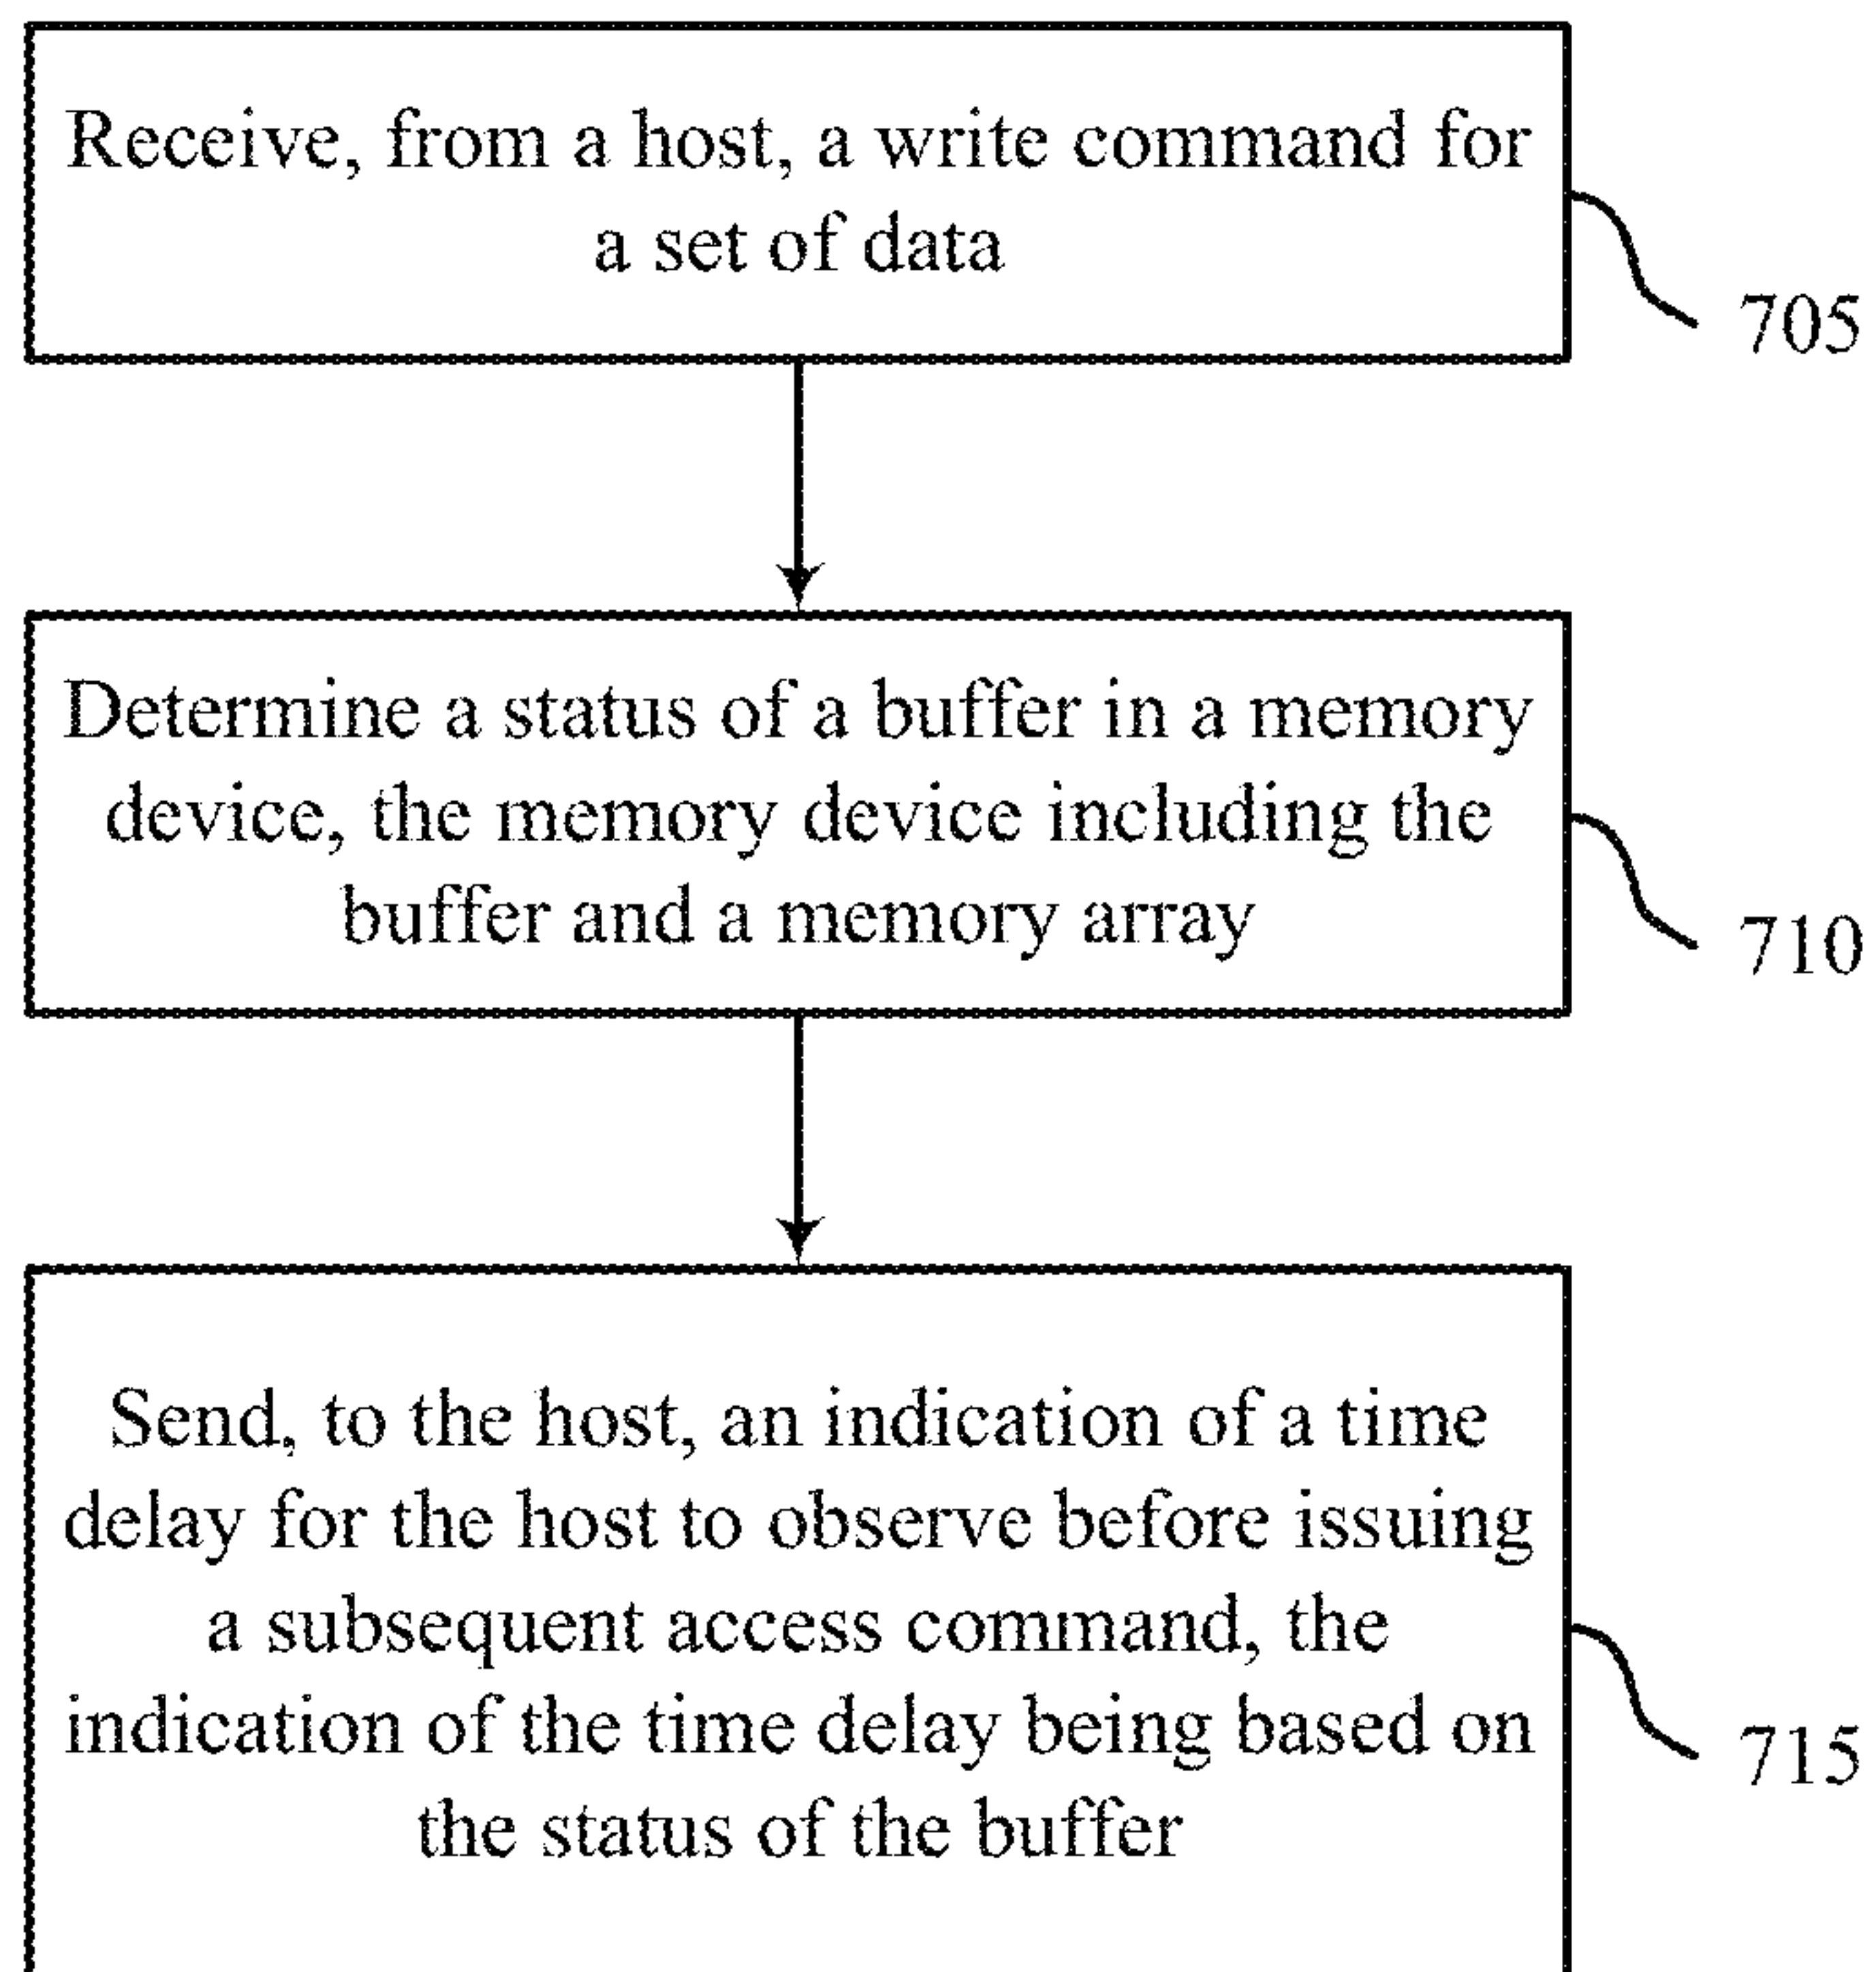 Receive, from a host, a write command for
a set of data
705
Determine a status of a buffer in a memory
device, the memory device including the
buffer and a memory array
710
Send, to the host, an indication of a time
delay for the host to observe before issuing
a subsequent access command, the
indication of the time delay being based on
the status of the buffer
715